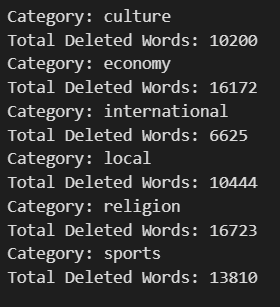 Category: culture
Total Deleted Words: 10200
Category: economy
Total Deleted Words: 16172
Category: international
Total Deleted Words: 6625
Category: local
Total Deleted Words: 10444
Category: religion
Total Deleted Words: 16723
Category: sports
Total Deleted Words: 13810